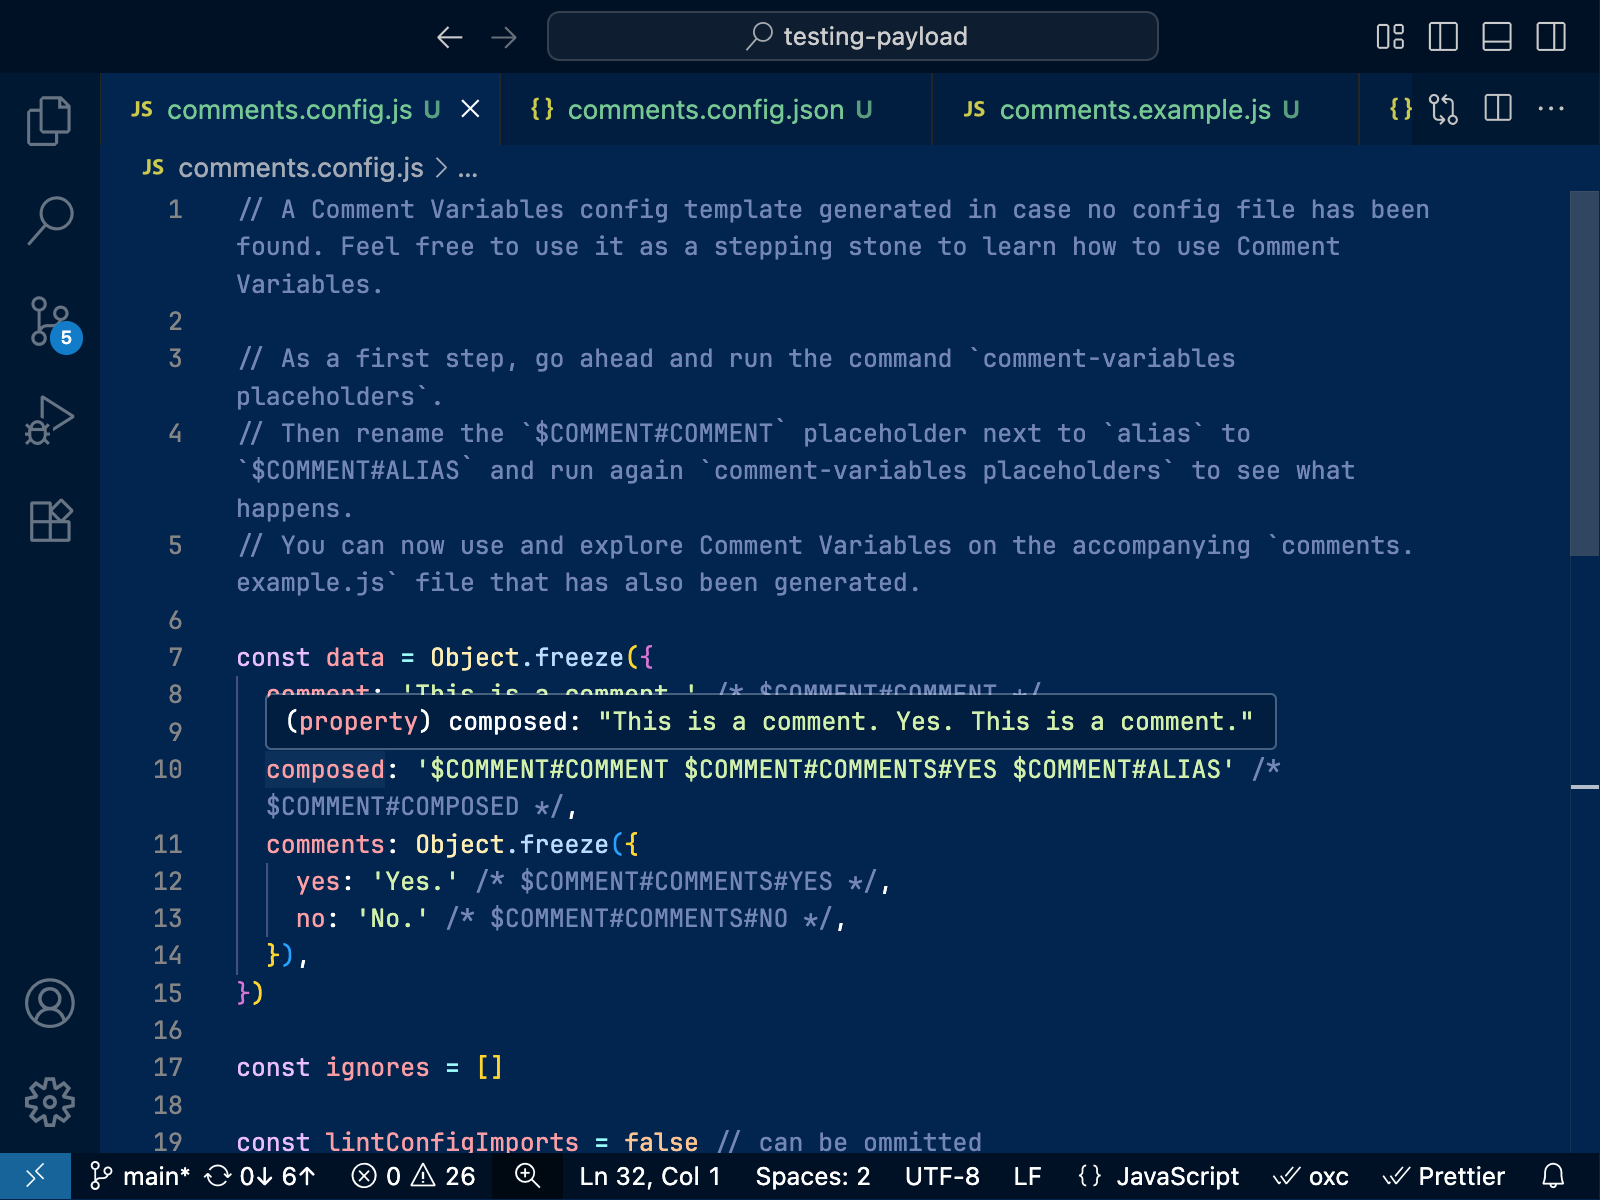 testing-payload
JS comments.config.js U
{} comments.config.json U
JS comments.example.js U
{}
JS comments.config.js > ...
1 // A Comment Variables config template generated in case no config file has been
found. Feel free to use it as a stepping stone to learn how to use Comment
Variables.
2
3 // As a first step, go ahead and run the command `comment-variables
placeholders`.
4 // Then rename the `$COMMENT#COMMENT` placeholder next to `alias` to
`$COMMENT#ALIAS` and run again `comment-variables placeholders` to see what
happens.
5 // You can now use and explore Comment Variables on the accompanying `comments.
example.js` file that has also been generated.
6
7 const data = Object.freeze({
8 comment: 'This is a comment.' /* $COMMENT#COMMENT */
(property) composed: "This is a comment. Yes. This is a comment."
9
10 composed: '$COMMENT#COMMENT $COMMENT#COMMENTS#YES $COMMENT#ALIAS' /*
$COMMENT#COMPOSED */,
11 comments: Object.freeze({
12 yes: 'Yes.' /* $COMMENT#COMMENTS#YES */,
13 no: 'No.' /* $COMMENT#COMMENTS#NO */,
14 }),
15 })
16
17 const ignores = []
18
19 const lintConfigImports = false // can be ommitted
5
main* 0↓ 6↑ 0 26 Ln 32, Col 1 Spaces: 2 UTF-8 LF {} JavaScript oxc Prettier